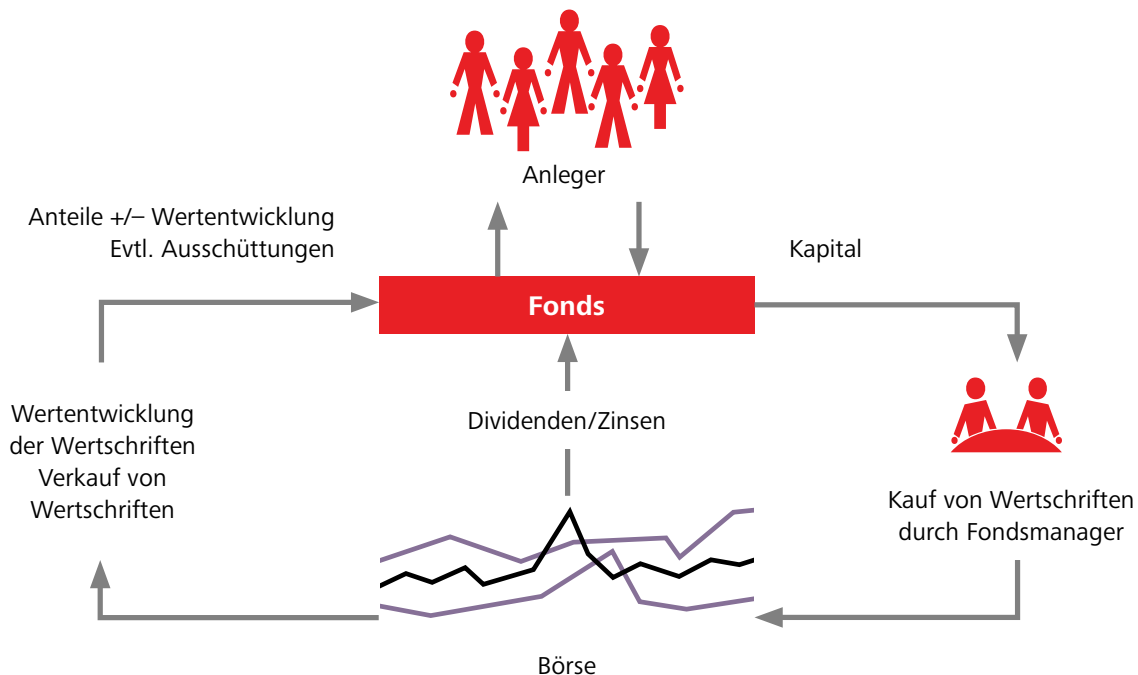 Anleger
Anteile +/– Wertentwicklung
Evtl. Ausschüttungen
Kapital
Fonds
Wertentwicklung
der Wertschriften
Verkauf von
Wertschriften
Dividenden/Zinsen
Kauf von Wertschriften
durch Fondsmanager
Börse